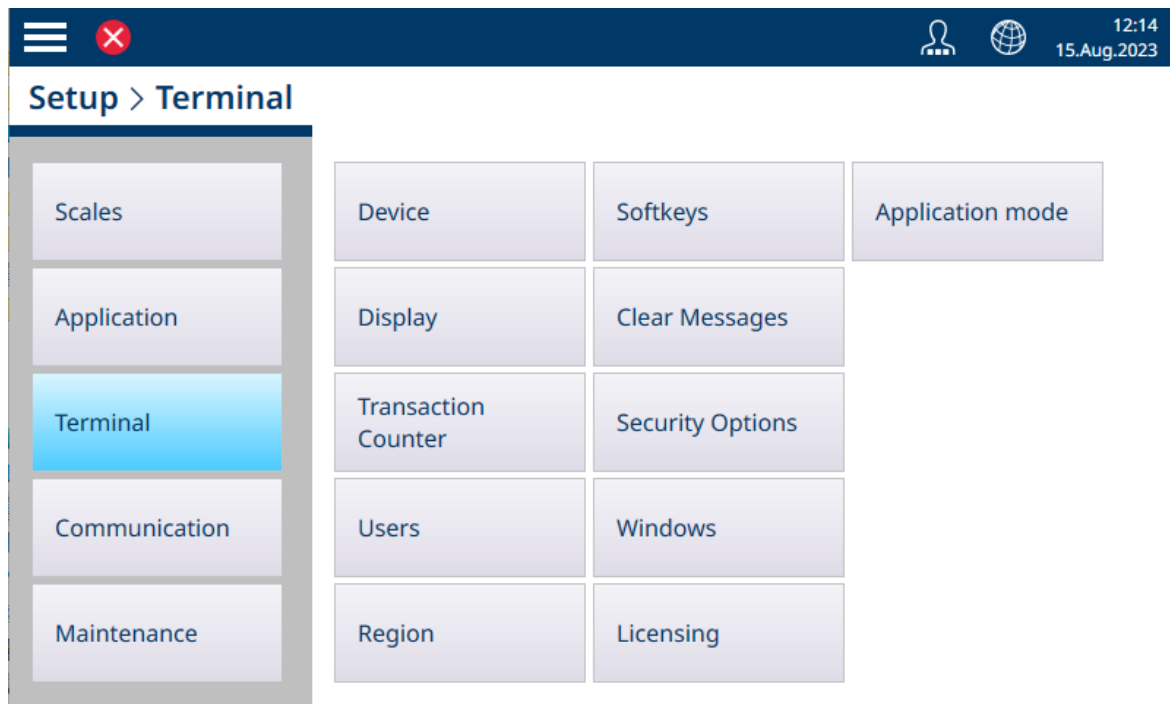 12:14
15.Aug.2023
Setup > Terminal
Scales
Application
Terminal
Communication
Maintenance
Device
Display
Transaction
Counter
Users
Region
Softkeys
Clear Messages
Security Options
Windows
Licensing
Application mode